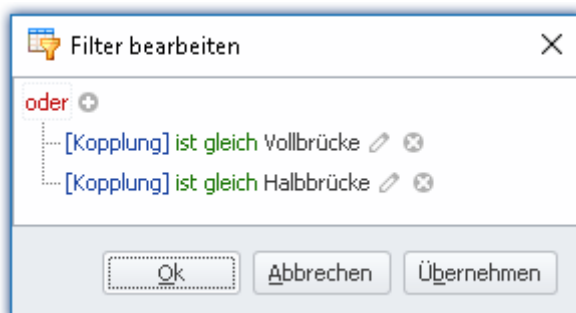 Filter bearbeiten
oder
[Kopplung] ist gleich Vollbrücke
[Kopplung] ist gleich Halbbrücke
Ok Abbrechen Übernehmen